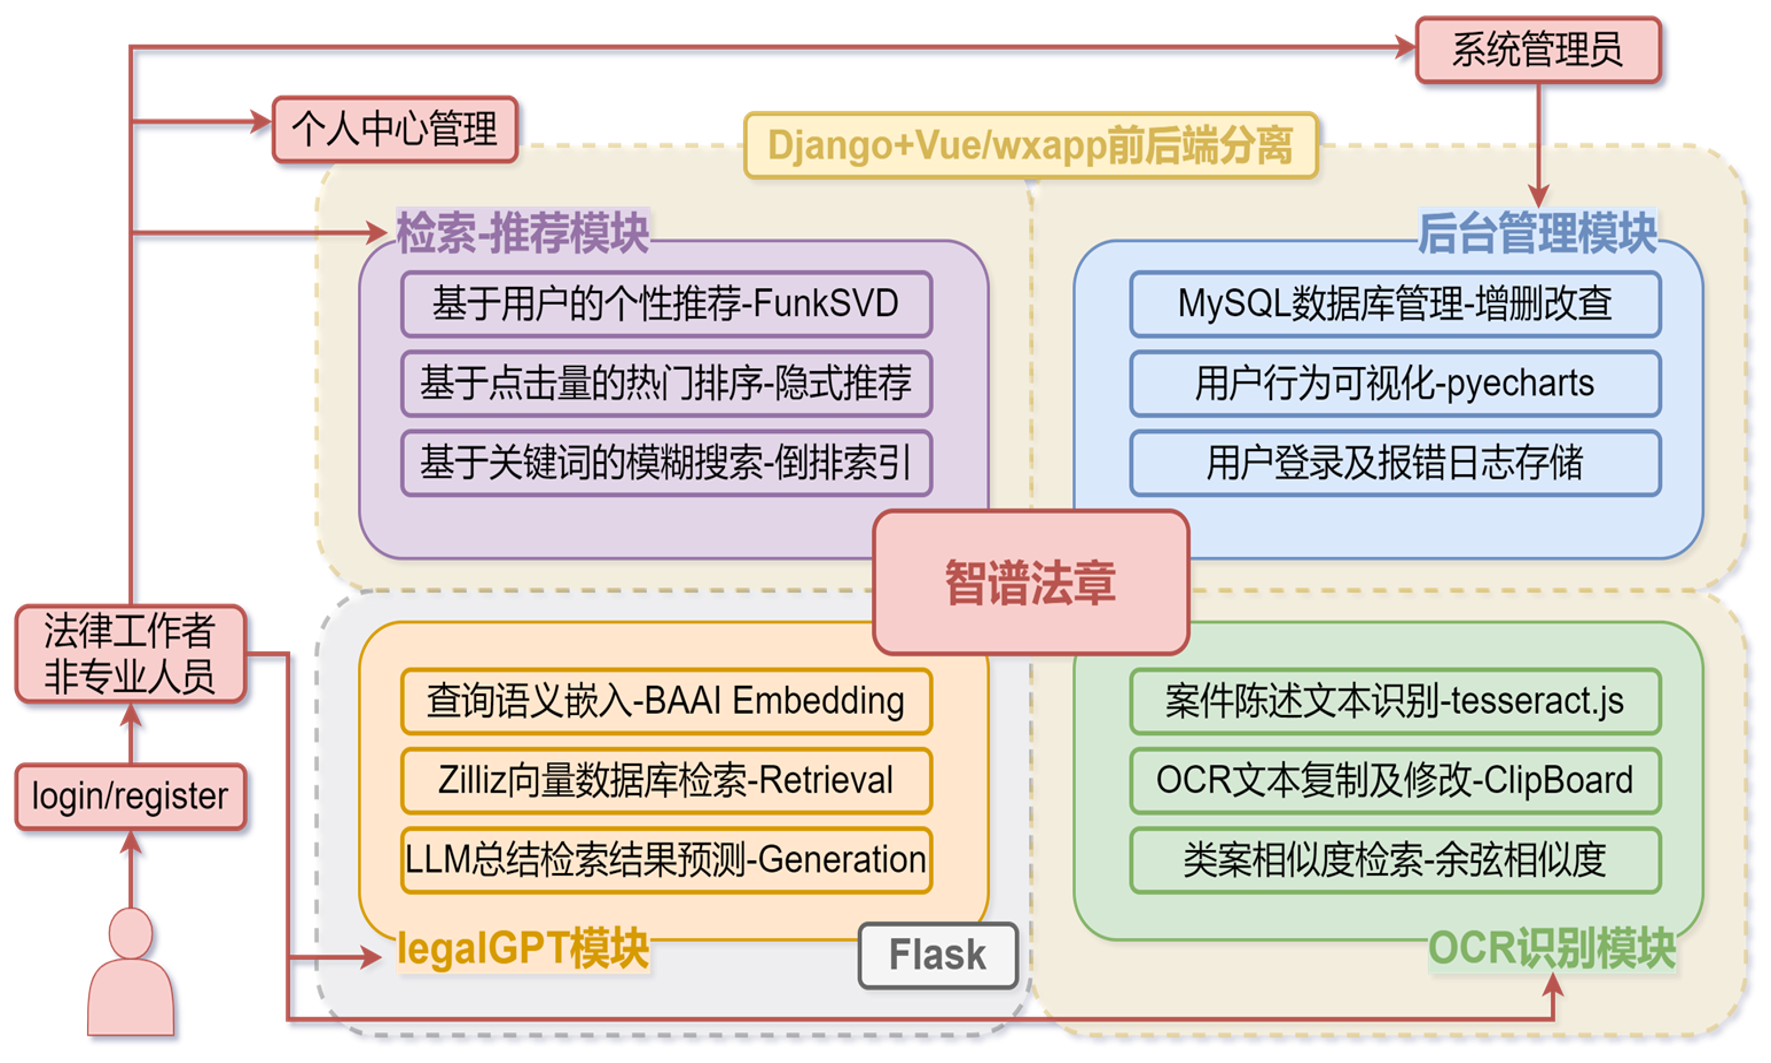 系统管理员
个人中心管理
Django+Vue/wxapp前后端分离
检索-推荐模块
基于用户的个性推荐-FunkSVD
基于点击量的热门排序-隐式推荐
基于关键词的模糊搜索-倒排索引
后台管理模块
MySQL数据库管理-增删改查
用户行为可视化-pyecharts
用户登录及报错日志存储
智谱法章
法律工作者
非专业人员
login/register
查询语义嵌入-BAAI Embedding
Zilliz向量数据库检索-Retrieval
LLM总结检索结果预测-Generation
legalGPT模块
Flask
案件陈述文本识别-tesseract.js
OCR文本复制及修改-ClipBoard
类案相似度检索-余弦相似度
OCR识别模块